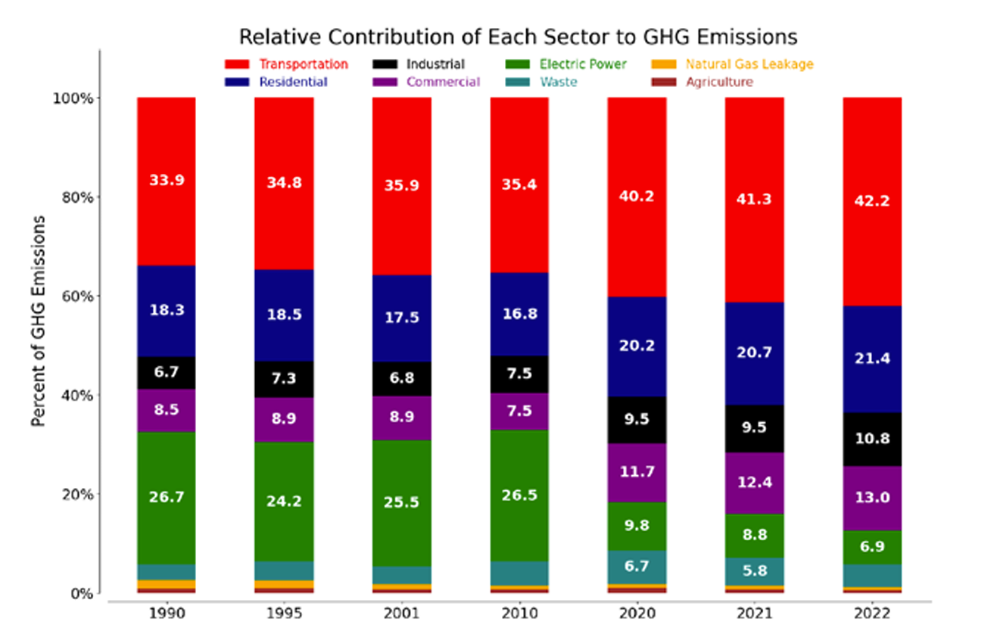 Relative Contribution of Each Sector to GHG Emissions
Transportation Industrial Electric Power Natural Gas Leakage
Residential Commercial Waste Agriculture
Percent of GHG Emissions
100%
80%
60%
40%
20%
0%
33.9 34.8 35.9 35.4 40.2 41.3 42.2
18.3 18.5 17.5 16.8 20.2 20.7 21.4
6.7 7.3 6.8 7.5 9.5 9.5 10.8
8.5 8.9 8.9 7.5 11.7 12.4 13.0
26.7 24.2 25.5 26.5 9.8 8.8 6.9
6.7 5.8
1990 1995 2001 2010 2020 2021 2022